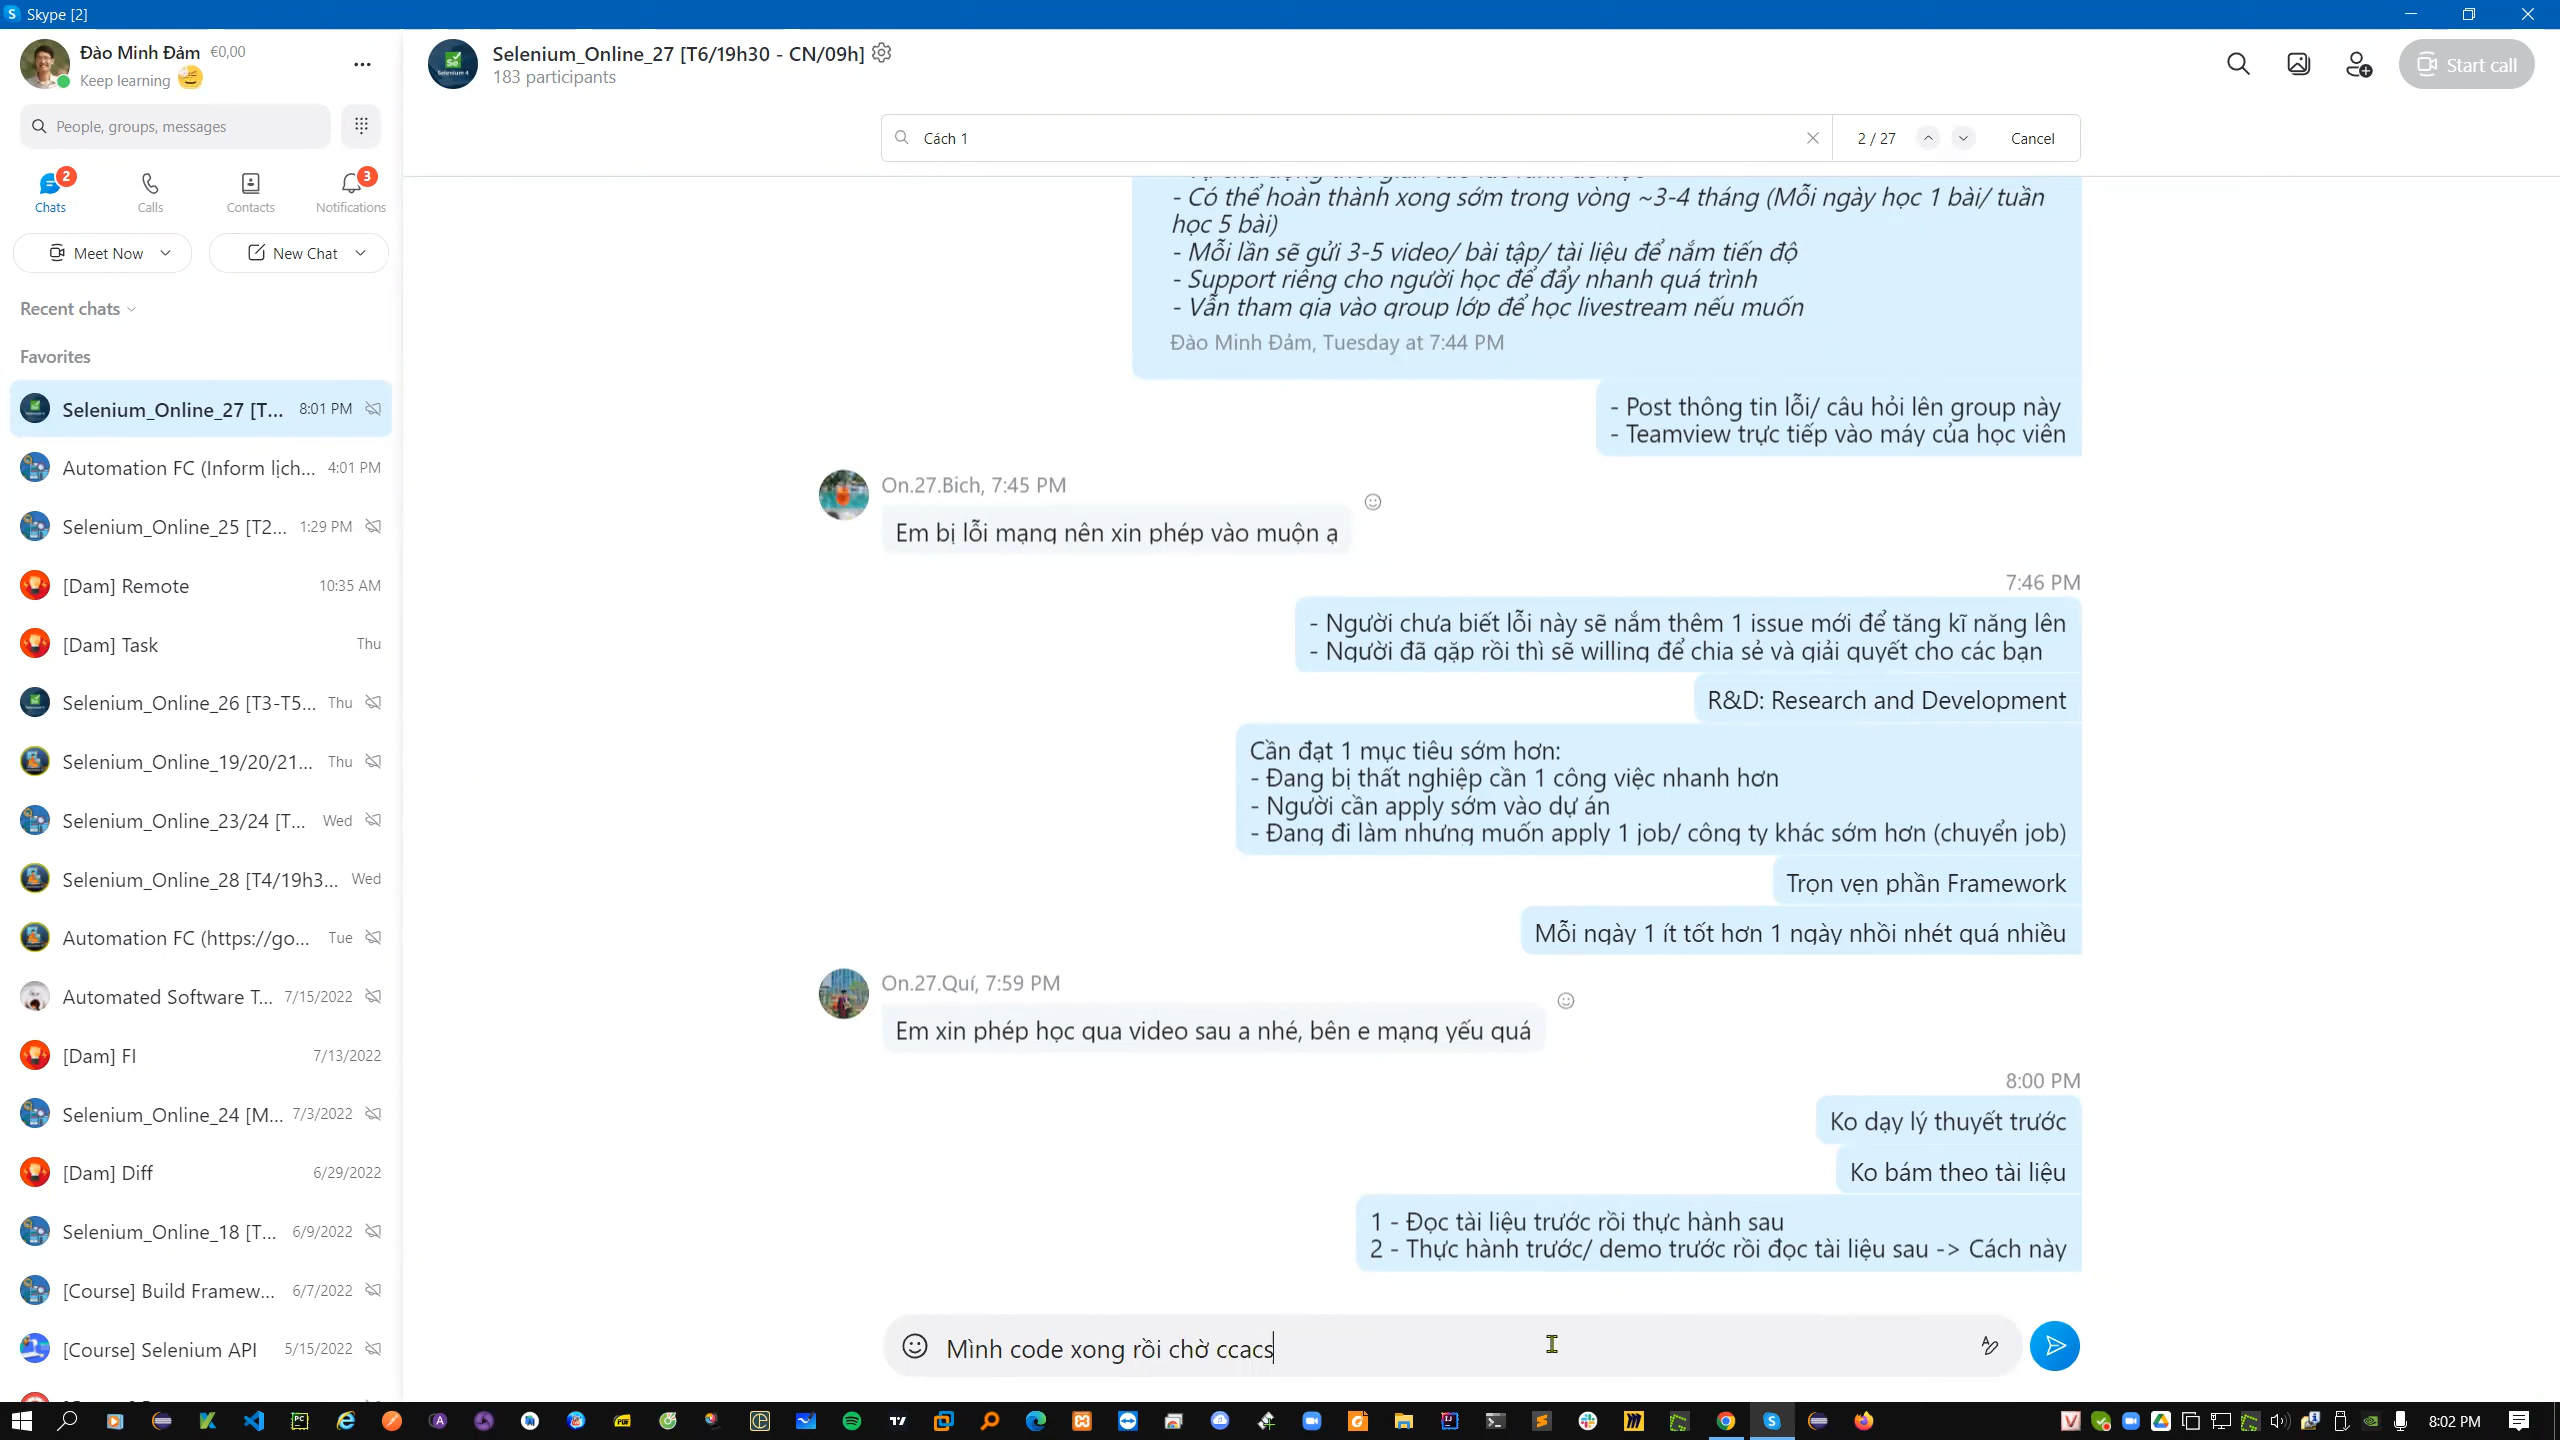 Skype [2]
Đào Minh Đảm €0,00
Keep learning
People, groups, messages
2
3
Chats
Calls
Contacts
Notifications
Meet Now
New Chat
Recent chats
Favorites
Selenium_Online_27 [T... 8:01 PM
Automation FC (Inform lịch... 4:01 PM
Selenium_Online_25 [T2... 1:29 PM
[Dam] Remote 10:35 AM
[Dam] Task Thu
Selenium_Online_26 [T3-T5... Thu
Selenium_Online_19/20/21... Thu
Selenium_Online_23/24 [T... Wed
Selenium_Online_28 [T4/19h3... Wed
Automation FC (https://go... Tue
Automated Software T... 7/15/2022
[Dam] FI 7/13/2022
Selenium_Online_24 [M... 7/3/2022
[Dam] Diff 6/29/2022
Selenium_Online_18 [T... 6/9/2022
[Course] Build Framew... 6/7/2022
[Course] Selenium API 5/15/2022
Selenium_Online_27 [T6/19h30 - CN/09h]
183 participants
Start call
Cách 1
2 / 27
Cancel
- Có thể hoàn thành xong sớm trong vòng ~3-4 tháng (Mỗi ngày học 1 bài/ tuần
học 5 bài)
- Mỗi lần sẽ gửi 3-5 video/ bài tập/ tài liệu để nắm tiến độ
- Support riêng cho người học để đẩy nhanh quá trình
- Vẫn tham gia vào group lớp để học livestream nếu muốn
Đào Minh Đảm, Tuesday at 7:44 PM
- Post thông tin lỗi/ câu hỏi lên group này
- Teamview trực tiếp vào máy của học viên
On.27.Bich, 7:45 PM
Em bị lỗi mạng nên xin phép vào muộn ạ
7:46 PM
- Người chưa biết lỗi này sẽ nắm thêm 1 issue mới để tăng kĩ năng lên
- Người đã gặp rồi thì sẽ willing để chia sẻ và giải quyết cho các bạn
R&D: Research and Development
Cần đạt 1 mục tiêu sớm hơn:
- Đang bị thất nghiệp cần 1 công việc nhanh hơn
- Người cần apply sớm vào dự án
- Đang đi làm nhưng muốn apply 1 job/ công ty khác sớm hơn (chuyển job)
Trọn vẹn phần Framework
Mỗi ngày 1 ít tốt hơn 1 ngày nhồi nhét quá nhiều
On.27.Quí, 7:59 PM
Em xin phép học qua video sau a nhé, bên e mạng yếu quá
8:00 PM
Ko dạy lý thuyết trước
Ko bám theo tài liệu
1 - Đọc tài liệu trước rồi thực hành sau
2 - Thực hành trước/ demo trước rồi đọc tài liệu sau -> Cách này
Mình code xong rồi chờ ccacs
8:02 PM